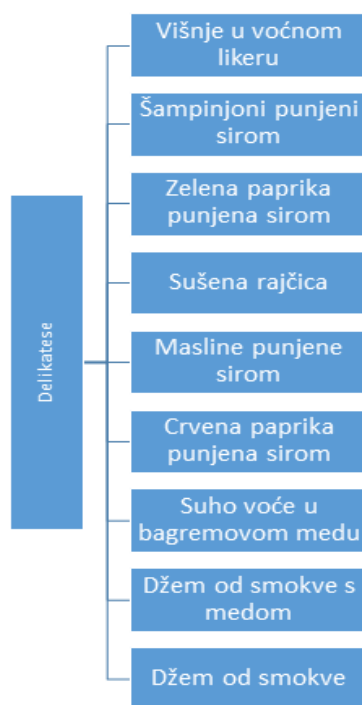 Delikatese
Višnje u voćnom
likeru
Šampinjoni punjeni
sirom
Zelena paprika
punjena sirom
Sušena rajčica
Masline punjene
sirom
Crvena paprika
punjena sirom
Suho voće u
bagremovom medu
Džem od smokve s
medom
Džem od smokve